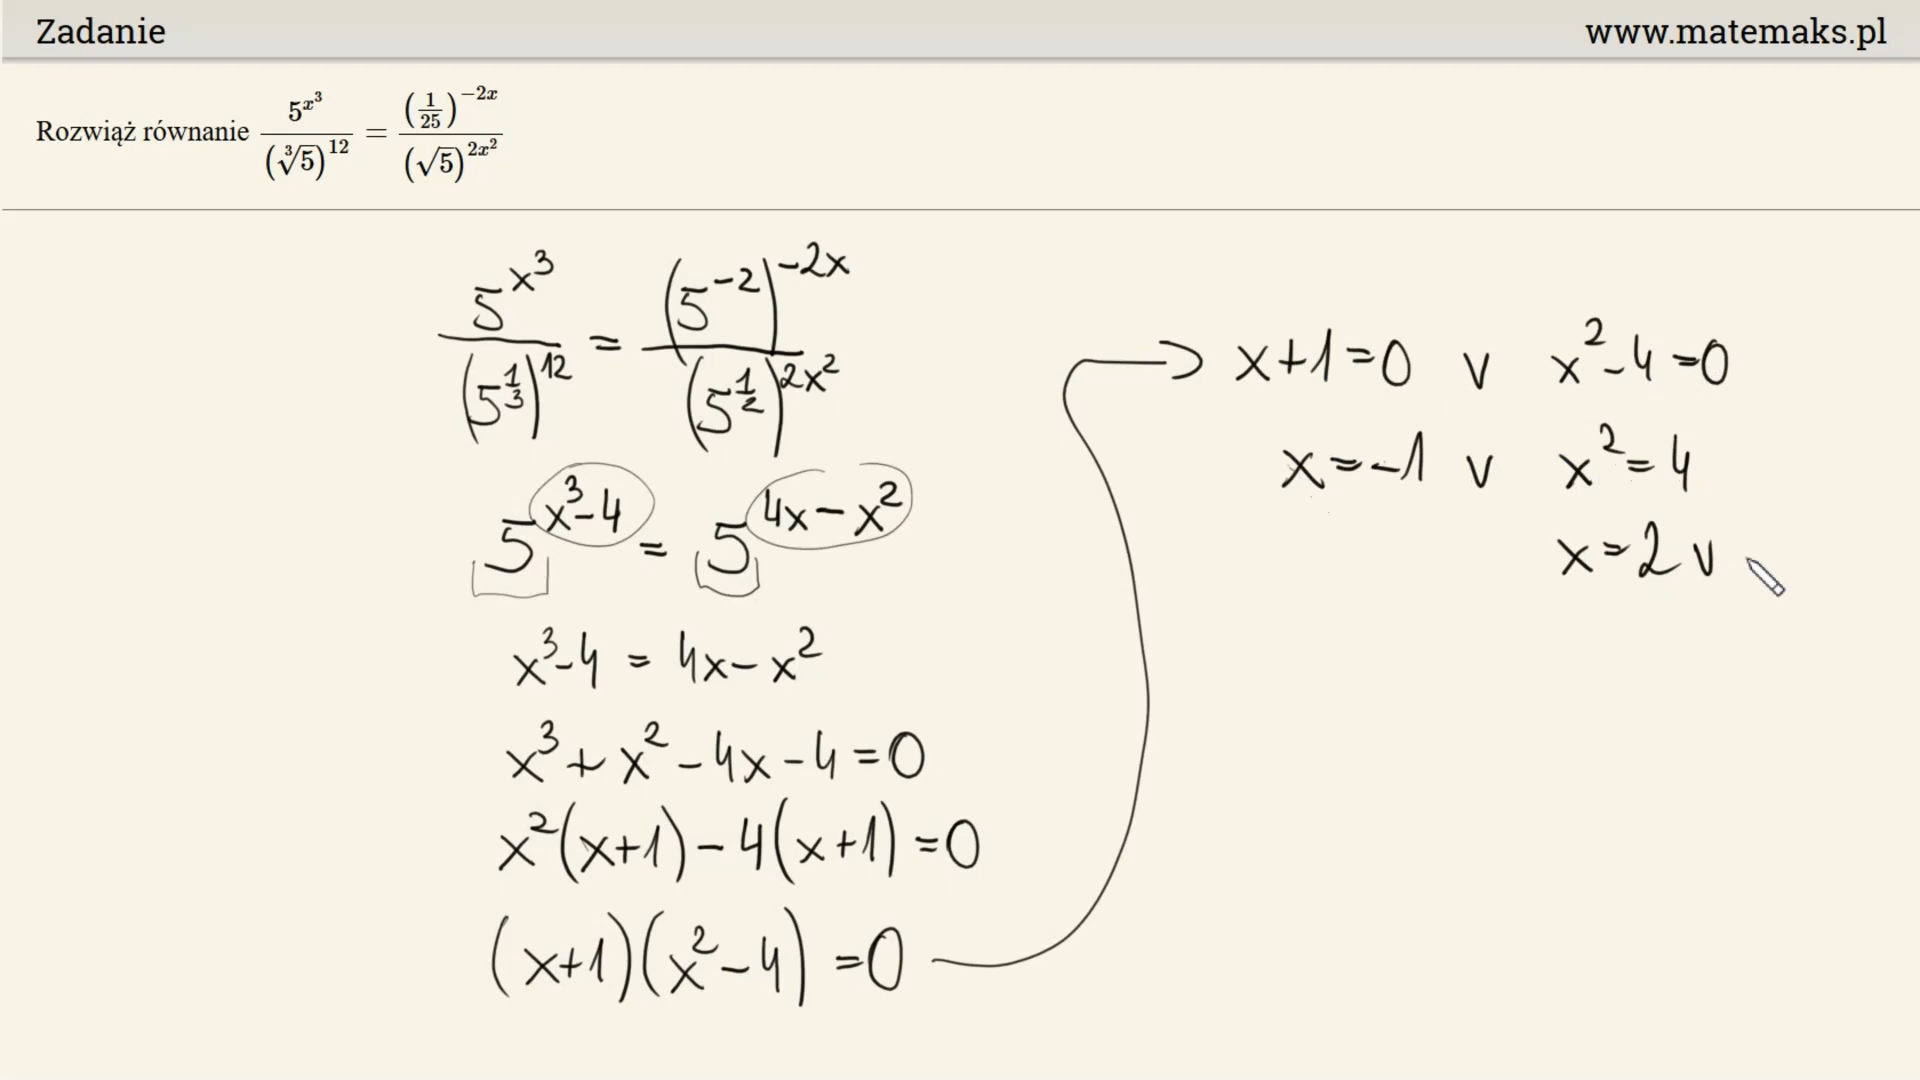 Zadanie
www.matemaks.pl
Rozwiąż równanie 5^{x^3} / (∛5)^{12} = (1/25)^{-2x} / (√5)^{2x^2}
5^{x^3} / (5^{1/3})^{12} = (5^{-2})^{-2x} / (5^{1/2})^{2x^2}
5^{x^3-4} = 5^{4x-x^2}
x^3-4 = 4x-x^2
x^3+x^2-4x-4=0
x^2(x+1)-4(x+1)=0
(x+1)(x^2-4)=0
x+1=0 ∨ x^2-4=0
x=-1 ∨ x^2=4
x=2 ∨